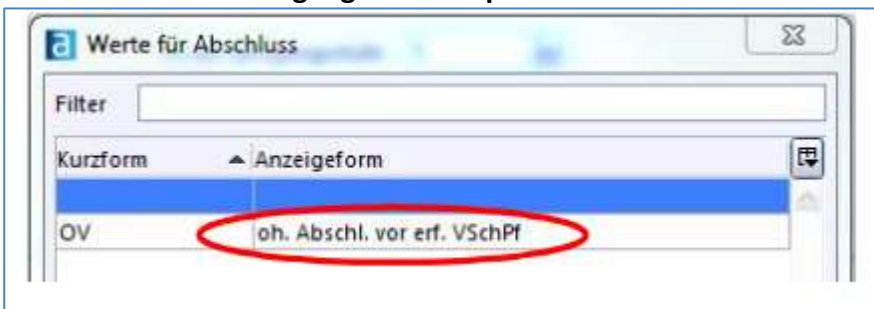 Werte für Abschluss
Filter
Kurzform Anzeigeform
OV oh. Abschl. vor erf. VSchPf